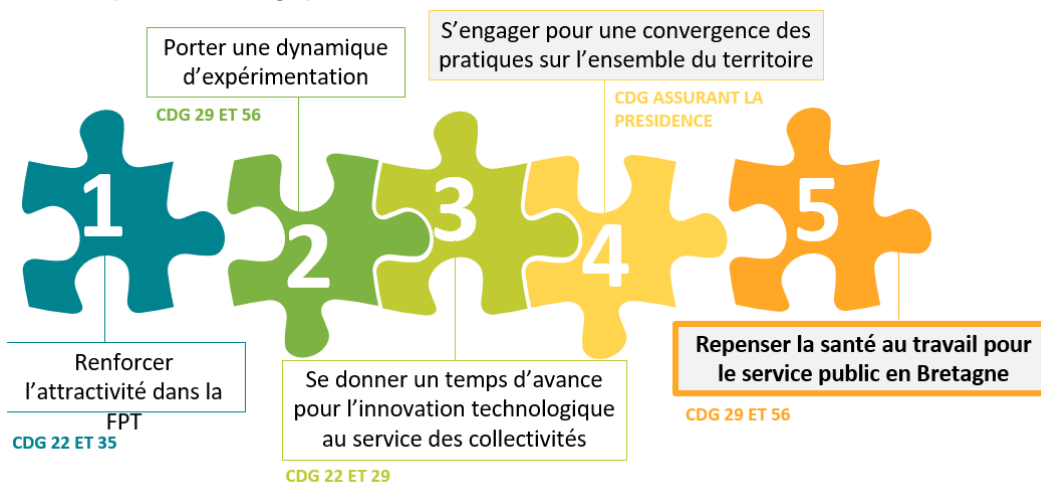 Porter une dynamique
d’expérimentation
CDG 29 ET 56
S’engager pour une convergence des
pratiques sur l’ensemble du territoire
CDG ASSURANT LA
PRESIDENCE
1
2
3
4
5
Renforcer
l’attractivité dans la
FPT
CDG 22 ET 35
Se donner un temps d’avance
pour l’innovation technologique
au service des collectivités
CDG 22 ET 29
Repenser la santé au travail pour
le service public en Bretagne
CDG 29 ET 56